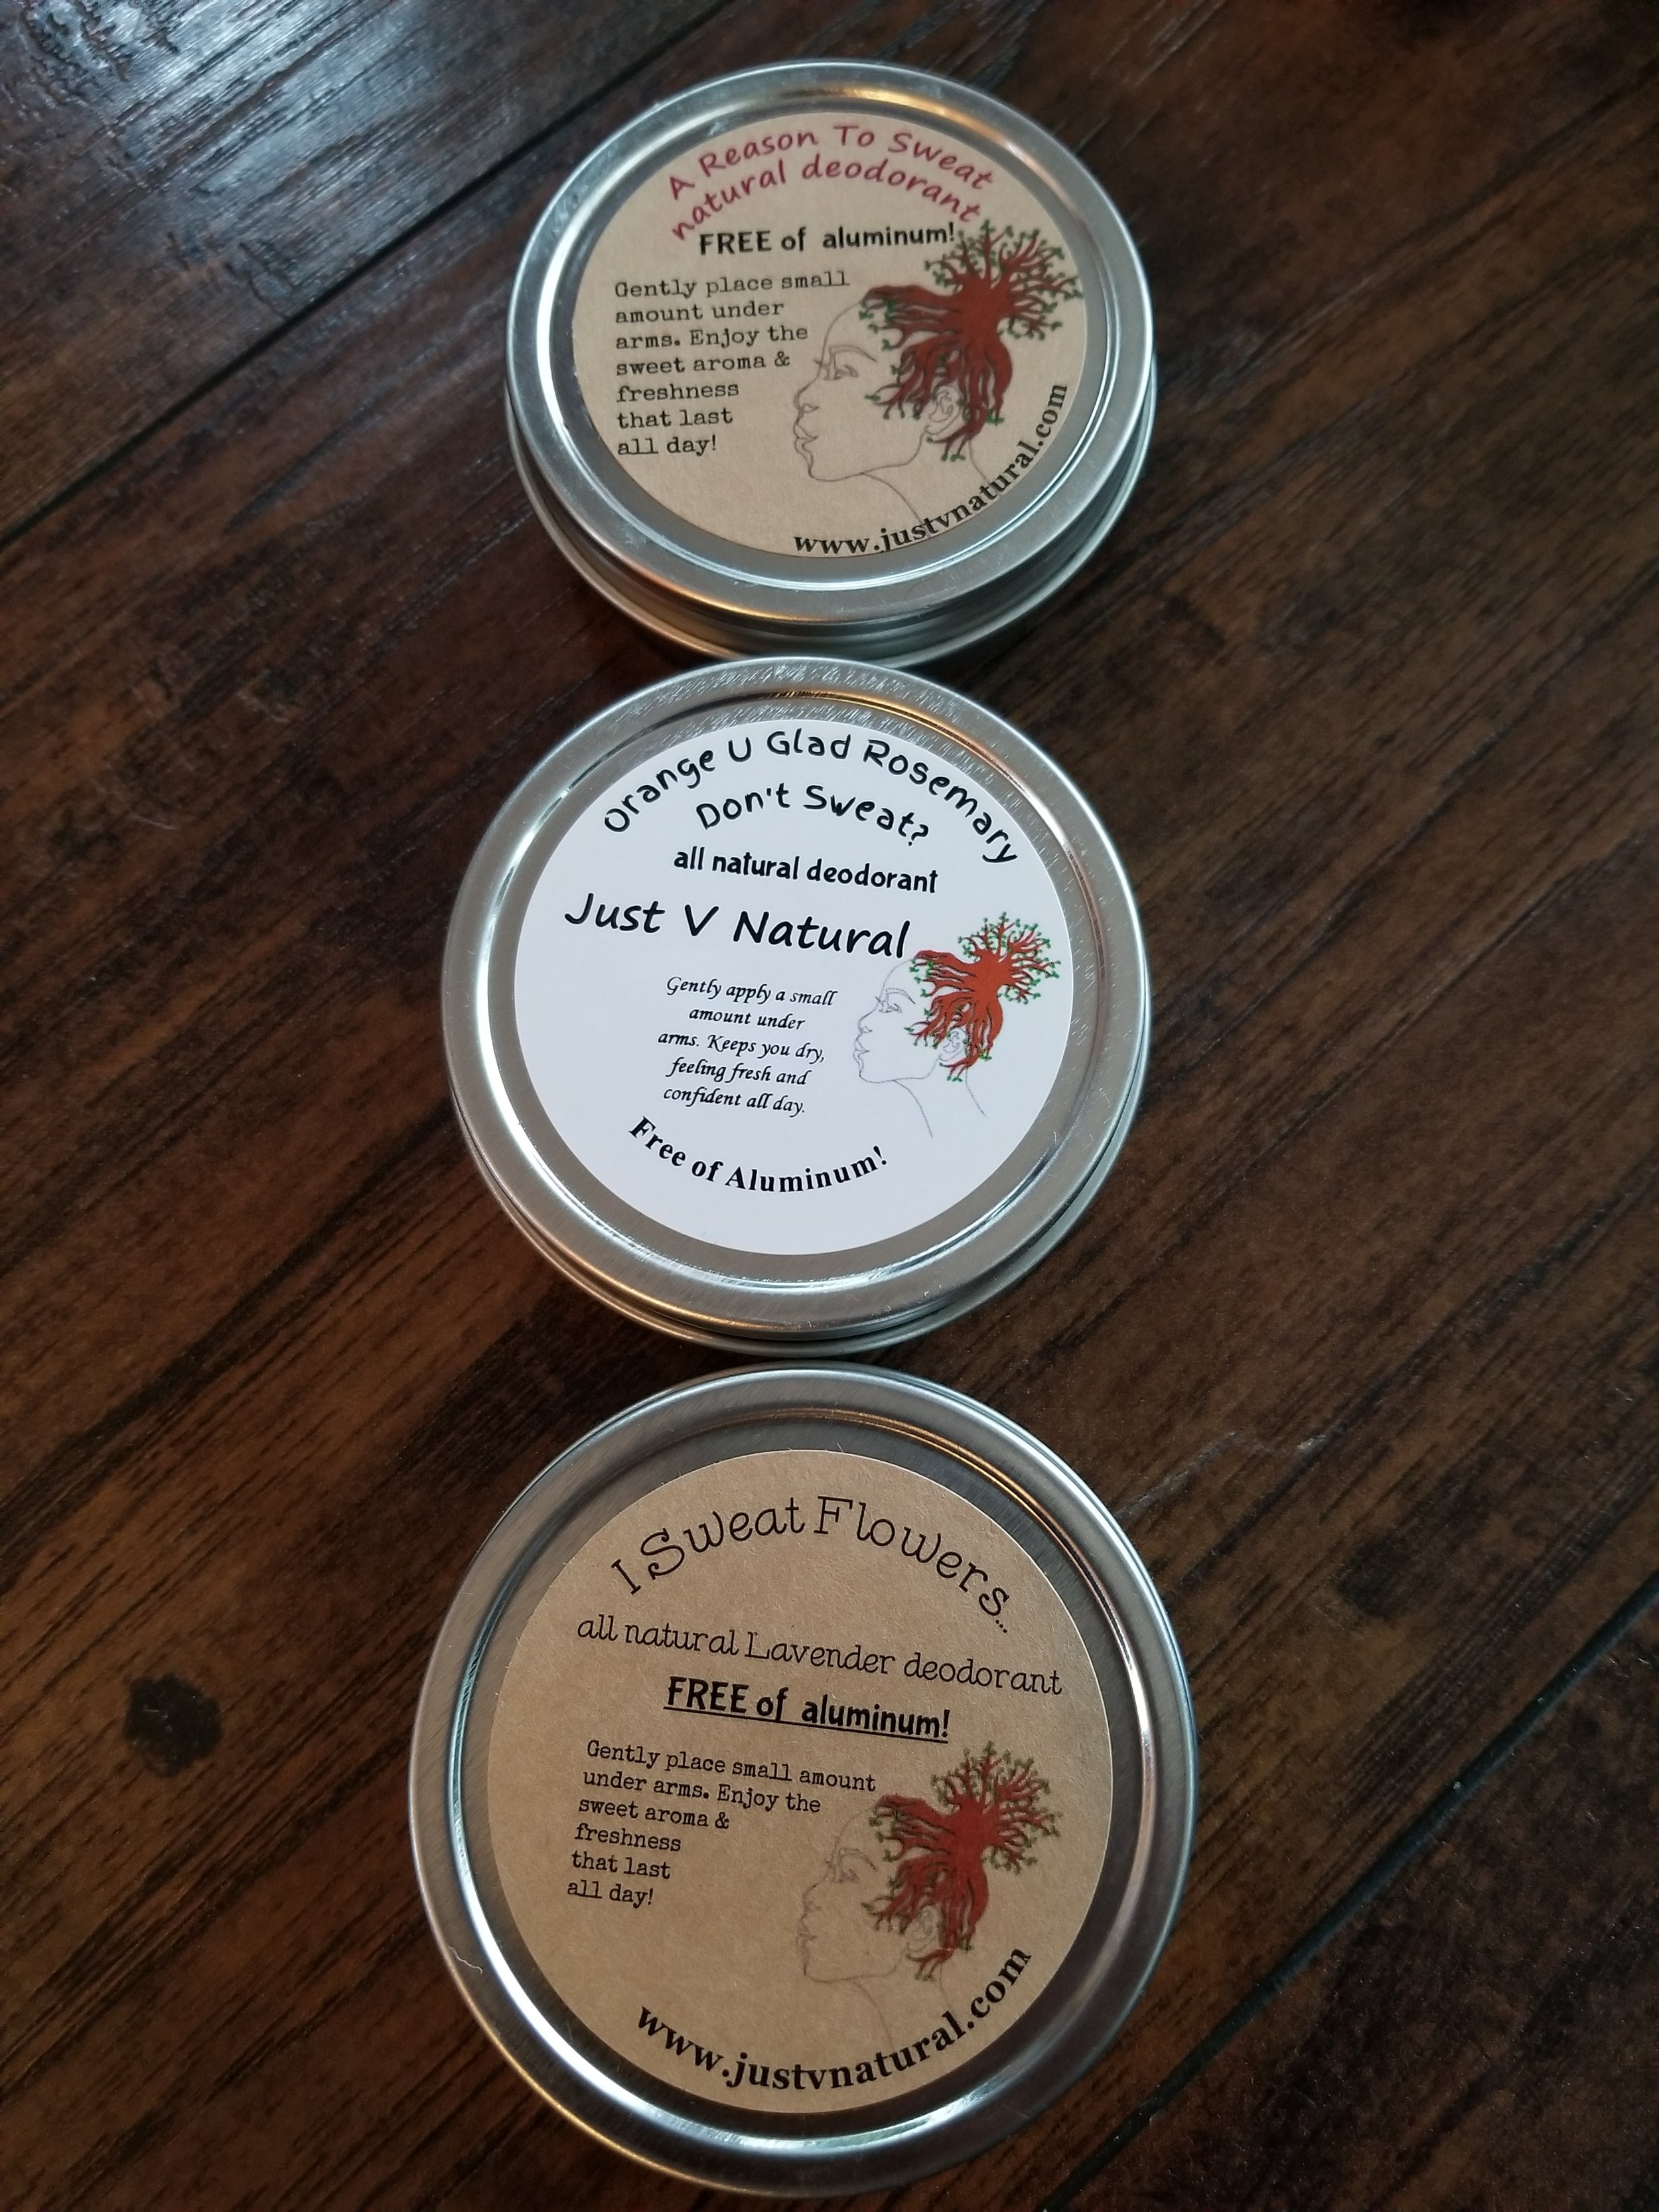 A Reason To Sweat
natural deodorant
FREE of aluminum!
Gently place small
amount under
arms. Enjoy the
sweet aroma &
freshness
that last
all day!
www.justvnatural.com
Orange U Glad Rosemary
Don't Sweat?
all natural deodorant
Just V Natural
Gently apply a small
amount under
arms. Keeps you dry,
feeling fresh and
confident all day.
Free of Aluminum!
I Sweat Flowers...
all natural Lavender deodorant
FREE of aluminum!
Gently place small amount
under arms. Enjoy the
sweet aroma &
freshness
that last
all day!
www.justvnatural.com